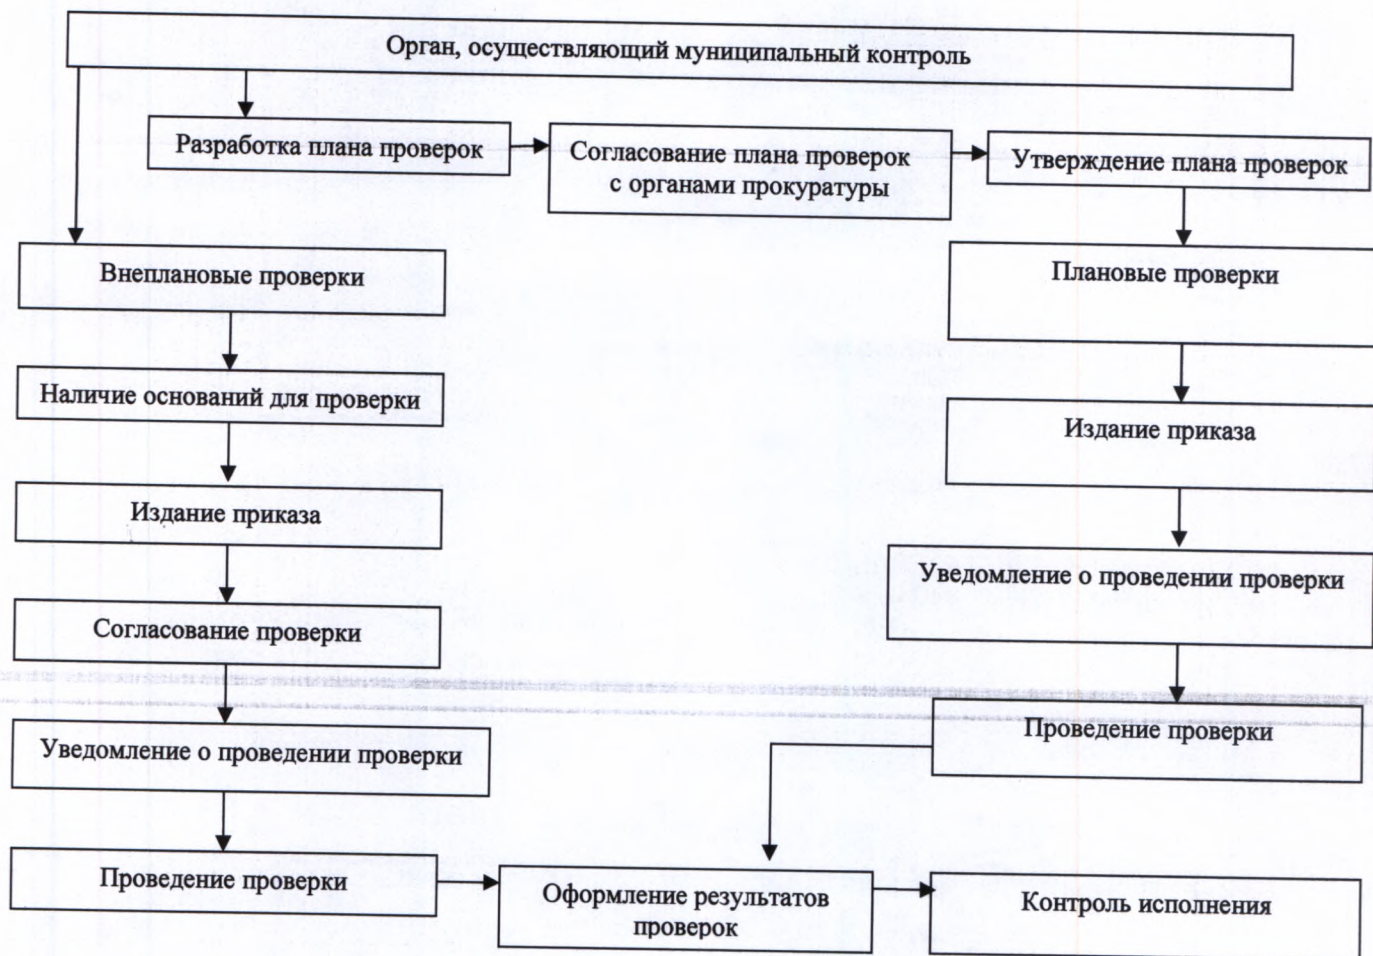 Орган, осуществляющий муниципальный контроль
Разработка плана проверок
Согласование плана проверок
с органами прокуратуры
Утверждение плана проверок
Внеплановые проверки
Плановые проверки
Наличие оснований для проверки
Издание приказа
Издание приказа
Уведомление о проведении проверки
Согласование проверки
Уведомление о проведении проверки
Проведение проверки
Проведение проверки
Оформление результатов
проверок
Контроль исполнения